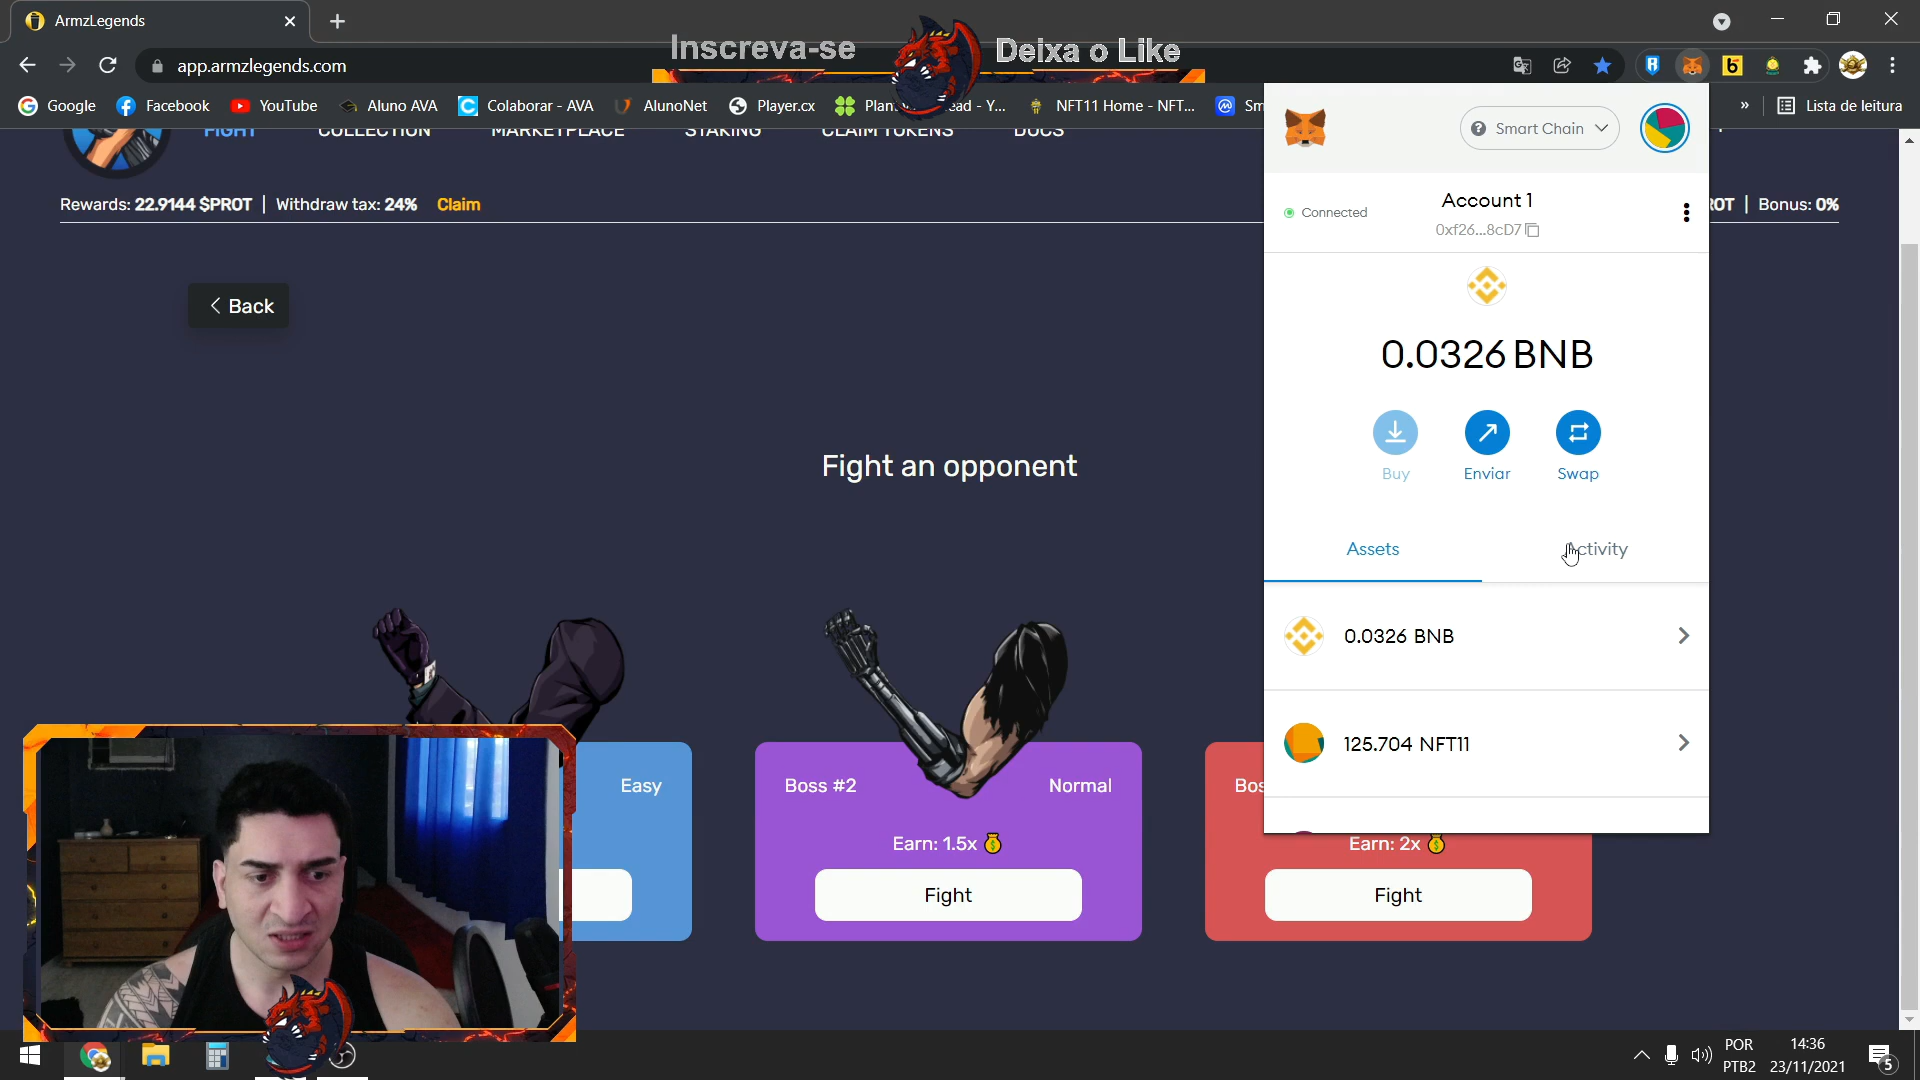 ArmzLegends
app.armzlegends.com
Inscreva-se
Deixa o Like
Google
Facebook
YouTube
Aluno AVA
Colaborar - AVA
AlunoNet
Player.cx
NFT11 Home - NFT...
Lista de leitura
FIGHT
COLLECTION
MARKETPLACE
STAKING
CLAIM TOKENS
DOCS
Rewards: 22.9144 $PROT | Withdraw tax: 24% Claim
ROT | Bonus: 0%
Back
Fight an opponent
Easy
Boss #2
Normal
Earn: 1.5x
Fight
Bos
Earn: 2x
Fight
Smart Chain
Connected
Account 1
0xf26...8cD7
0.0326 BNB
Buy
Enviar
Swap
Assets
Activity
0.0326 BNB
125.704 NFT11
POR
PTB2
14:36
23/11/2021
5